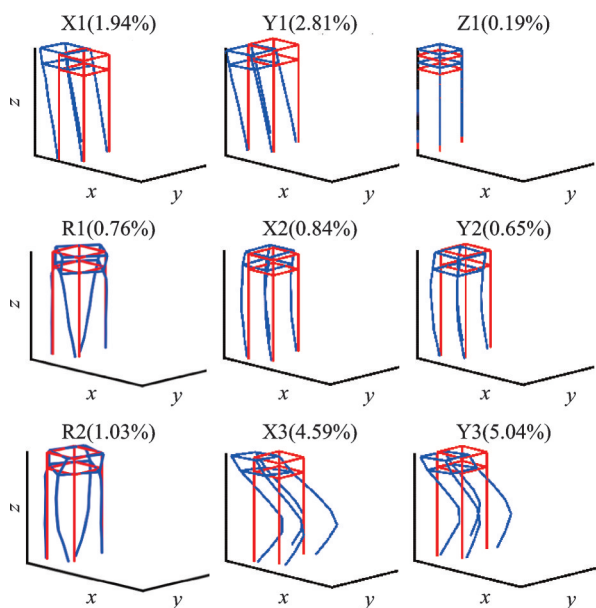 X1(1.94%) Y1(2.81%) Z1(0.19%)
z
x y x y x y
R1(0.76%) X2(0.84%) Y2(0.65%)
z
x y x y x y
R2(1.03%) X3(4.59%) Y3(5.04%)
z
x y x y x y